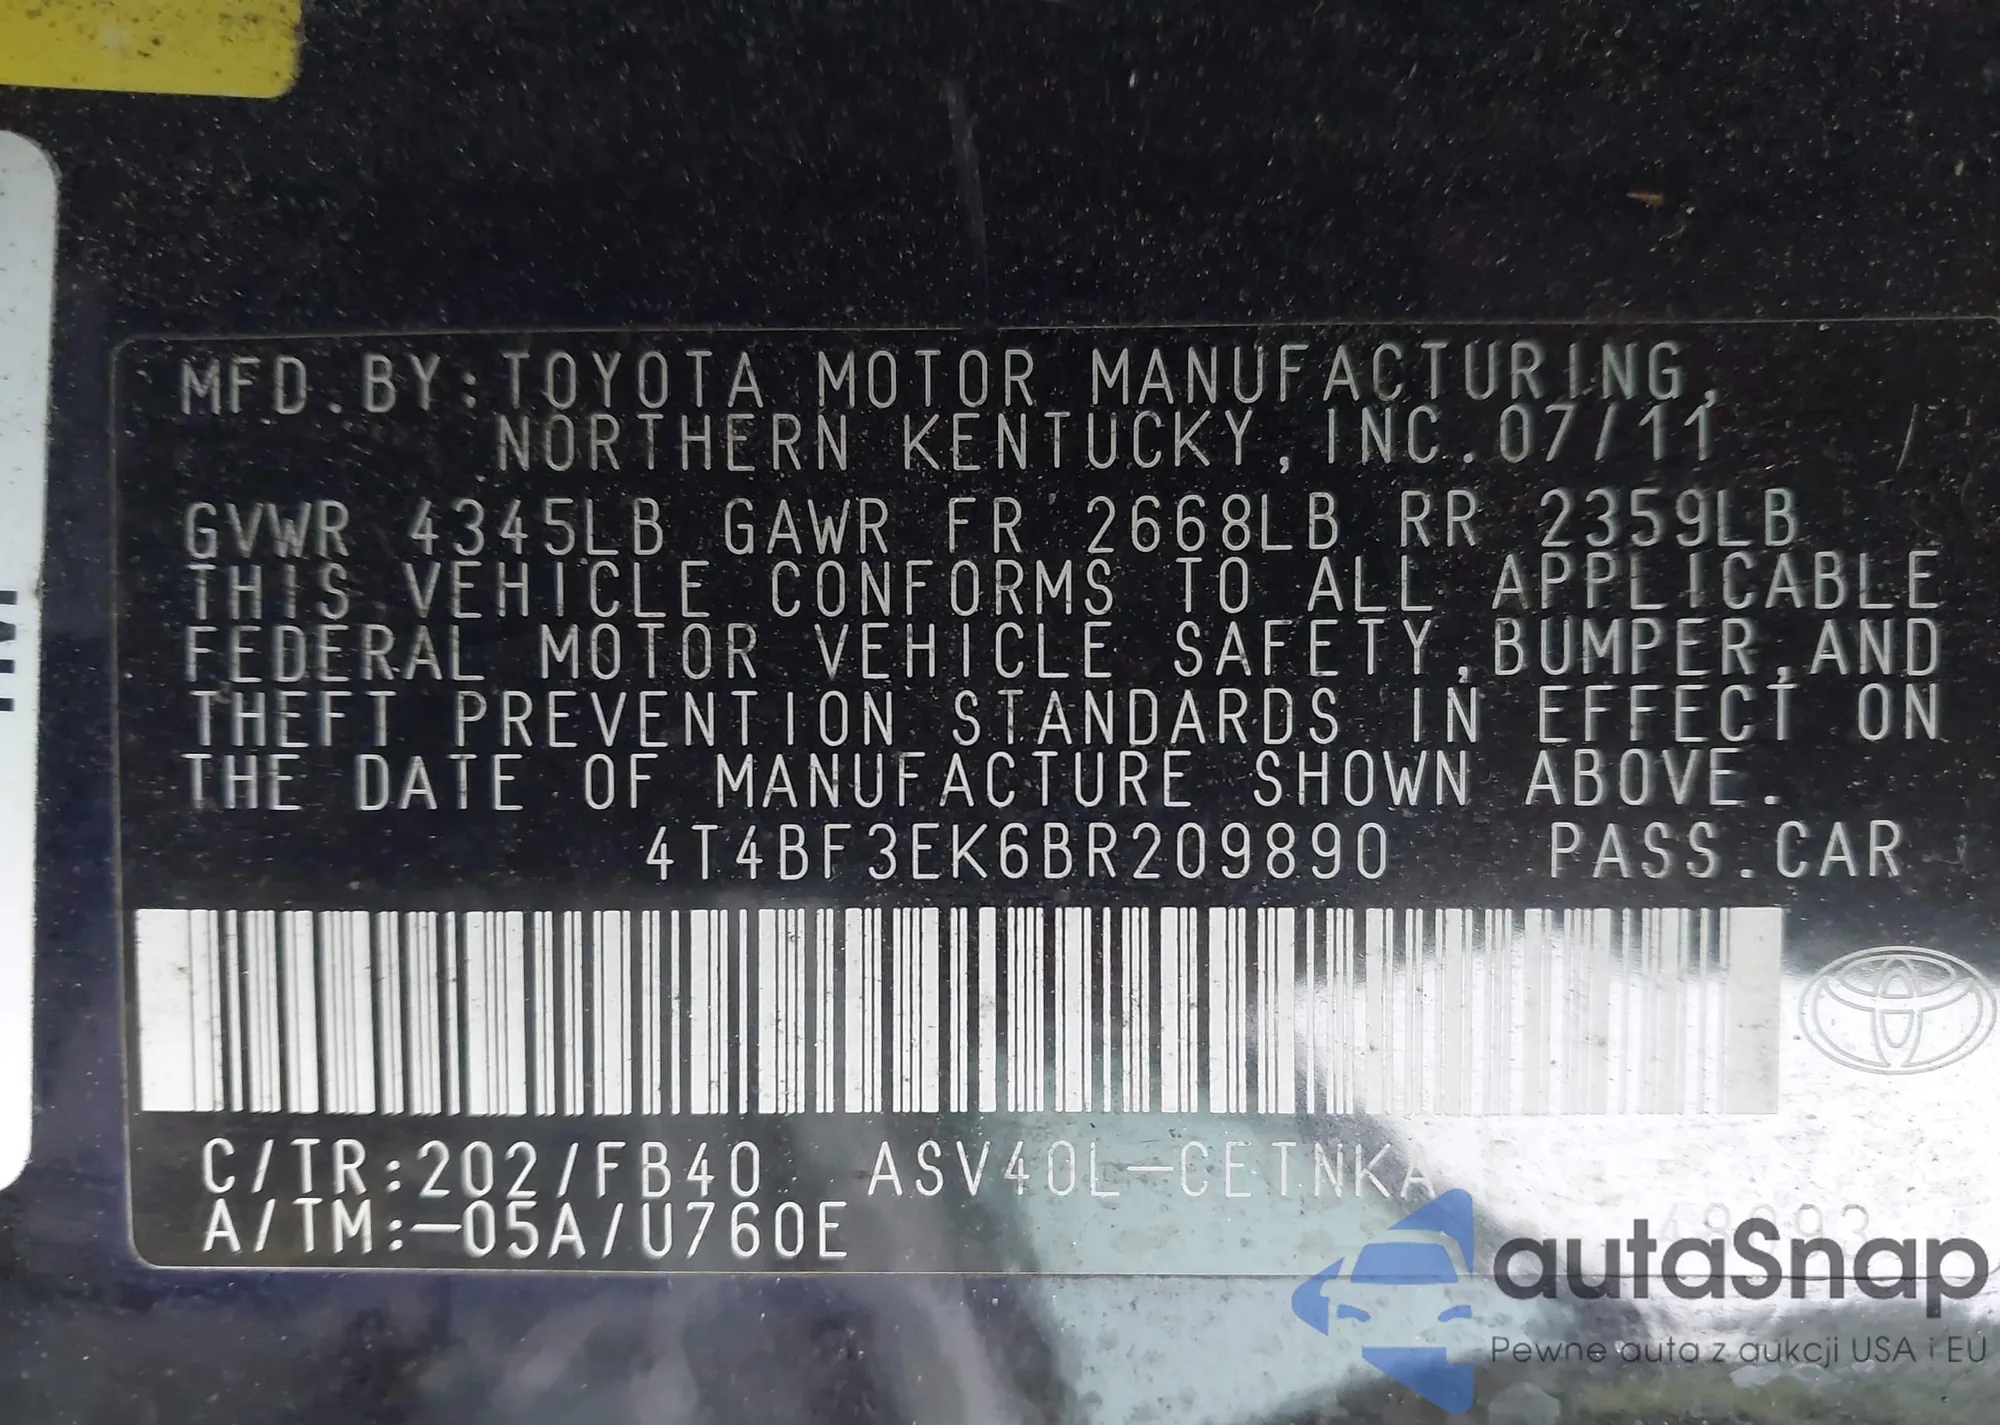 MFD.BY:TOYOTA MOTOR MANUFACTURING,
NORTHERN KENTUCKY,INC.07/11
GVWR 4345LB GAWR FR 2668LB RR 2359LB
THIS VEHICLE CONFORMS TO ALL APPLICABLE
FEDERAL MOTOR VEHICLE SAFETY,BUMPER,AND
THEFT PREVENTION STANDARDS IN EFFECT ON
THE DATE OF MANUFACTURE SHOWN ABOVE.
4T4BF3EK6BR209890 PASS.CAR
C/TR:202/FB40 ASV40L-CETNKA
A/TM:-05A/U760E
autaSnap
Pewne auta z aukcji USA i EU